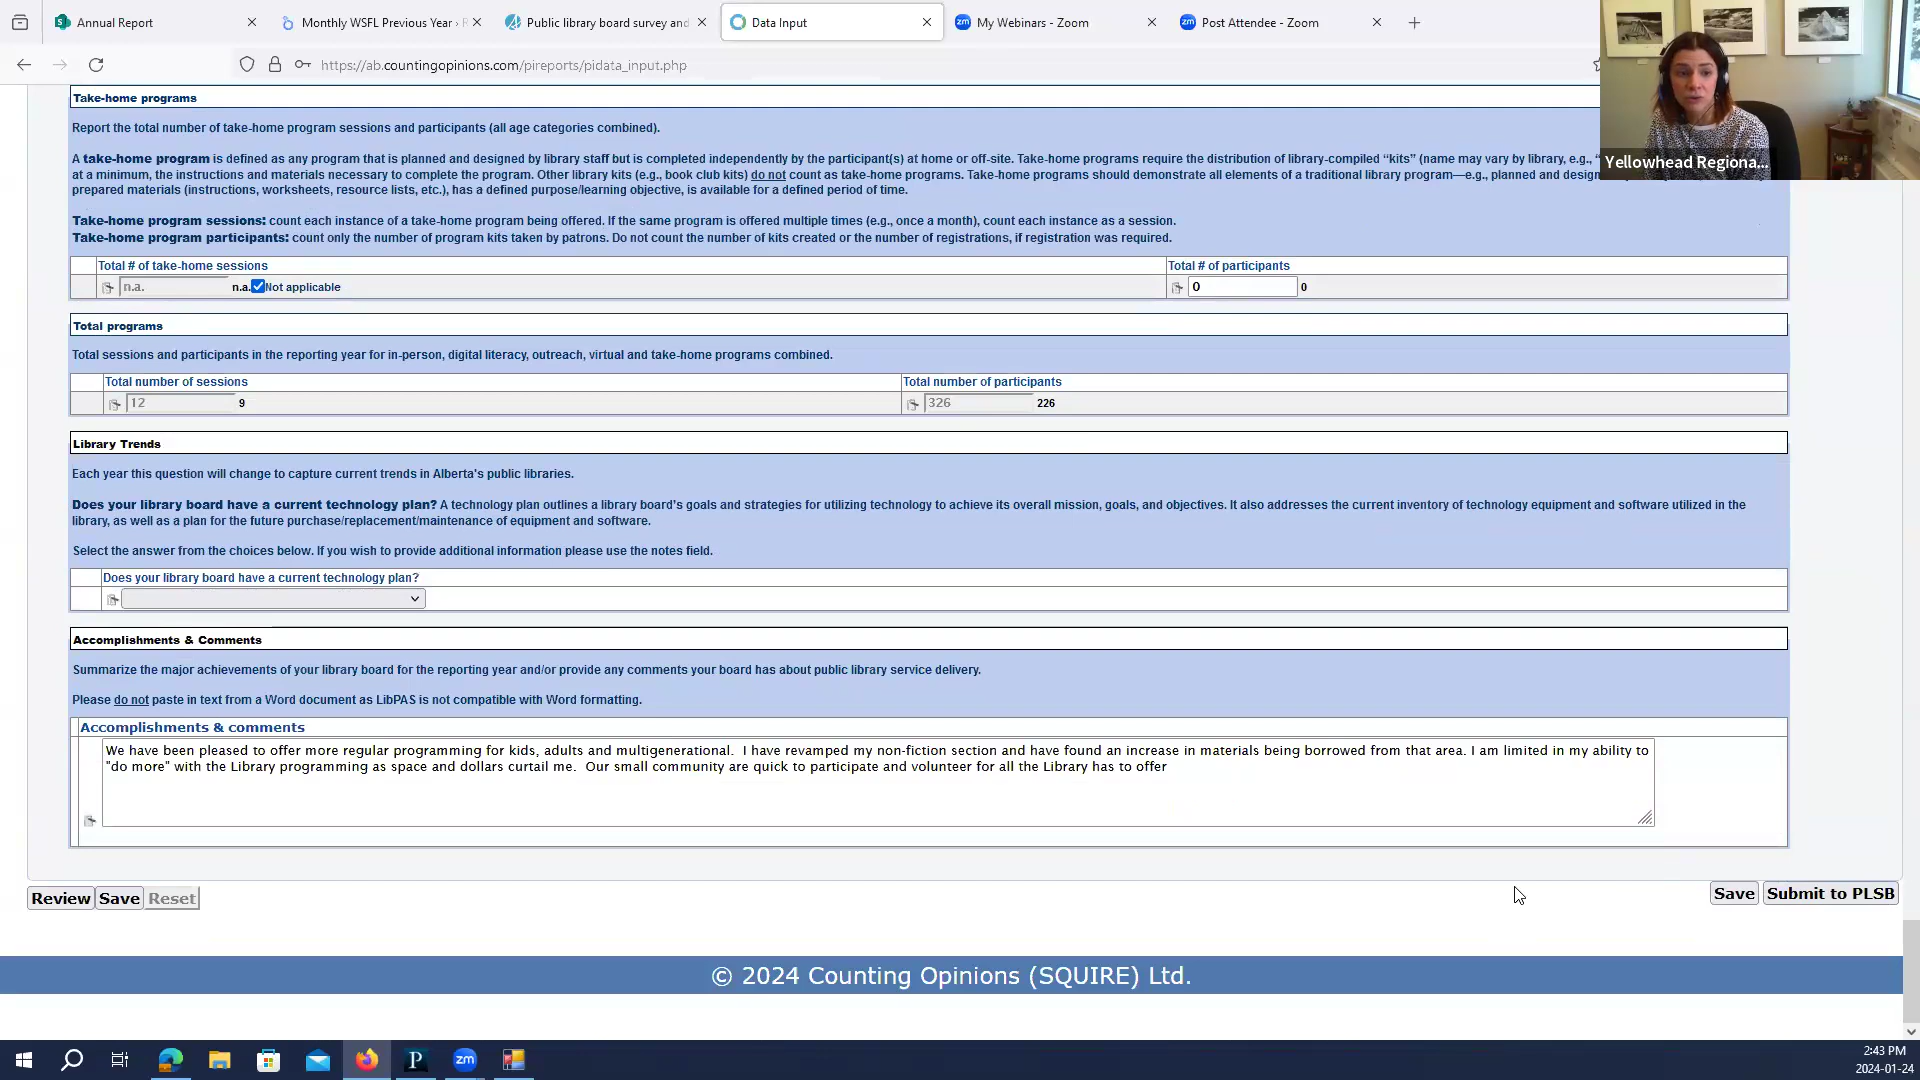 Annual Report
Monthly WSFL Previous Year › R
Public library board survey and
Data Input
My Webinars - Zoom
Post Attendee - Zoom
https://ab.countingopinions.com/pireports/pidata_input.php
Yellowhead Regiona...
Take-home programs
Report the total number of take-home program sessions and participants (all age categories combined).
A take-home program is defined as any program that is planned and designed by library staff but is completed independently by the participant(s) at home or off-site. Take-home programs require the distribution of library-compiled “kits” (name may vary by library, e.g., “
at a minimum, the instructions and materials necessary to complete the program. Other library kits (e.g., book club kits) do not count as take-home programs. Take-home programs should demonstrate all elements of a traditional library program—e.g., planned and design
prepared materials (instructions, worksheets, resource lists, etc.), has a defined purpose/learning objective, is available for a defined period of time.
Take-home program sessions: count each instance of a take-home program being offered. If the same program is offered multiple times (e.g., once a month), count each instance as a session.
Take-home program participants: count only the number of program kits taken by patrons. Do not count the number of kits created or the number of registrations, if registration was required.
Total # of take-home sessions Total # of participants
n.a. n.a. Not applicable 0 0
Total programs
Total sessions and participants in the reporting year for in-person, digital literacy, outreach, virtual and take-home programs combined.
Total number of sessions Total number of participants
12 9 326 226
Library Trends
Each year this question will change to capture current trends in Alberta's public libraries.
Does your library board have a current technology plan? A technology plan outlines a library board's goals and strategies for utilizing technology to achieve its overall mission, goals, and objectives. It also addresses the current inventory of technology equipment and software utilized in the
library, as well as a plan for the future purchase/replacement/maintenance of equipment and software.
Select the answer from the choices below. If you wish to provide additional information please use the notes field.
Does your library board have a current technology plan?
Accomplishments & Comments
Summarize the major achievements of your library board for the reporting year and/or provide any comments your board has about public library service delivery.
Please do not paste in text from a Word document as LibPAS is not compatible with Word formatting.
Accomplishments & comments
We have been pleased to offer more regular programming for kids, adults and multigenerational. I have revamped my non-fiction section and have found an increase in materials being borrowed from that area. I am limited in my ability to
"do more" with the Library programming as space and dollars curtail me. Our small community are quick to participate and volunteer for all the Library has to offer
Review Save Reset Save Submit to PLSB
© 2024 Counting Opinions (SQUIRE) Ltd.
2:43 PM
2024-01-24